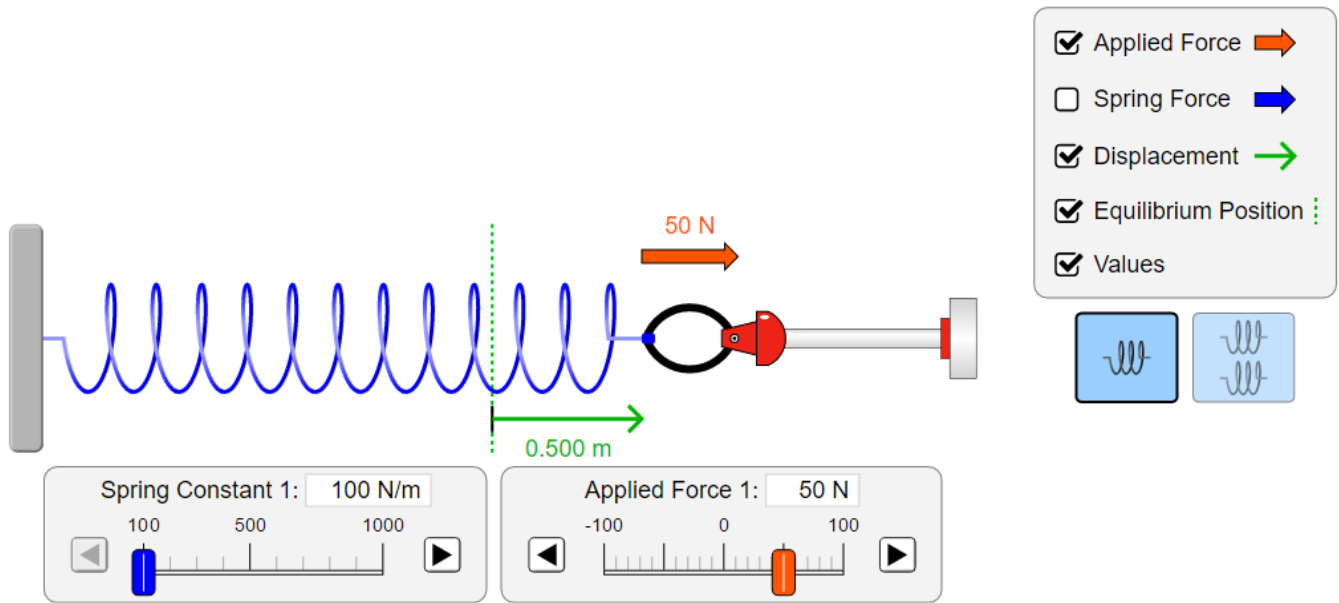 Applied Force
Spring Force
Displacement
Equilibrium Position
Values
50 N
0.500 m
Spring Constant 1: 100 N/m
100 500 1000
Applied Force 1: 50 N
-100 0 100